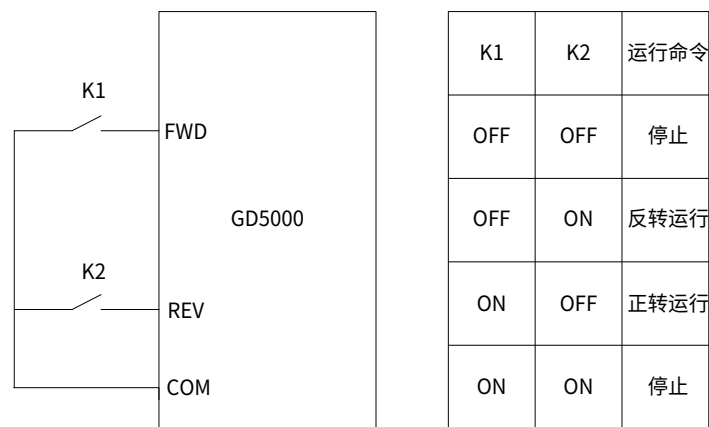 K1
FWD
GD5000
K2
REV
COM
K1 K2 运行命令
OFF OFF 停止
OFF ON 反转运行
ON OFF 正转运行
ON ON 停止